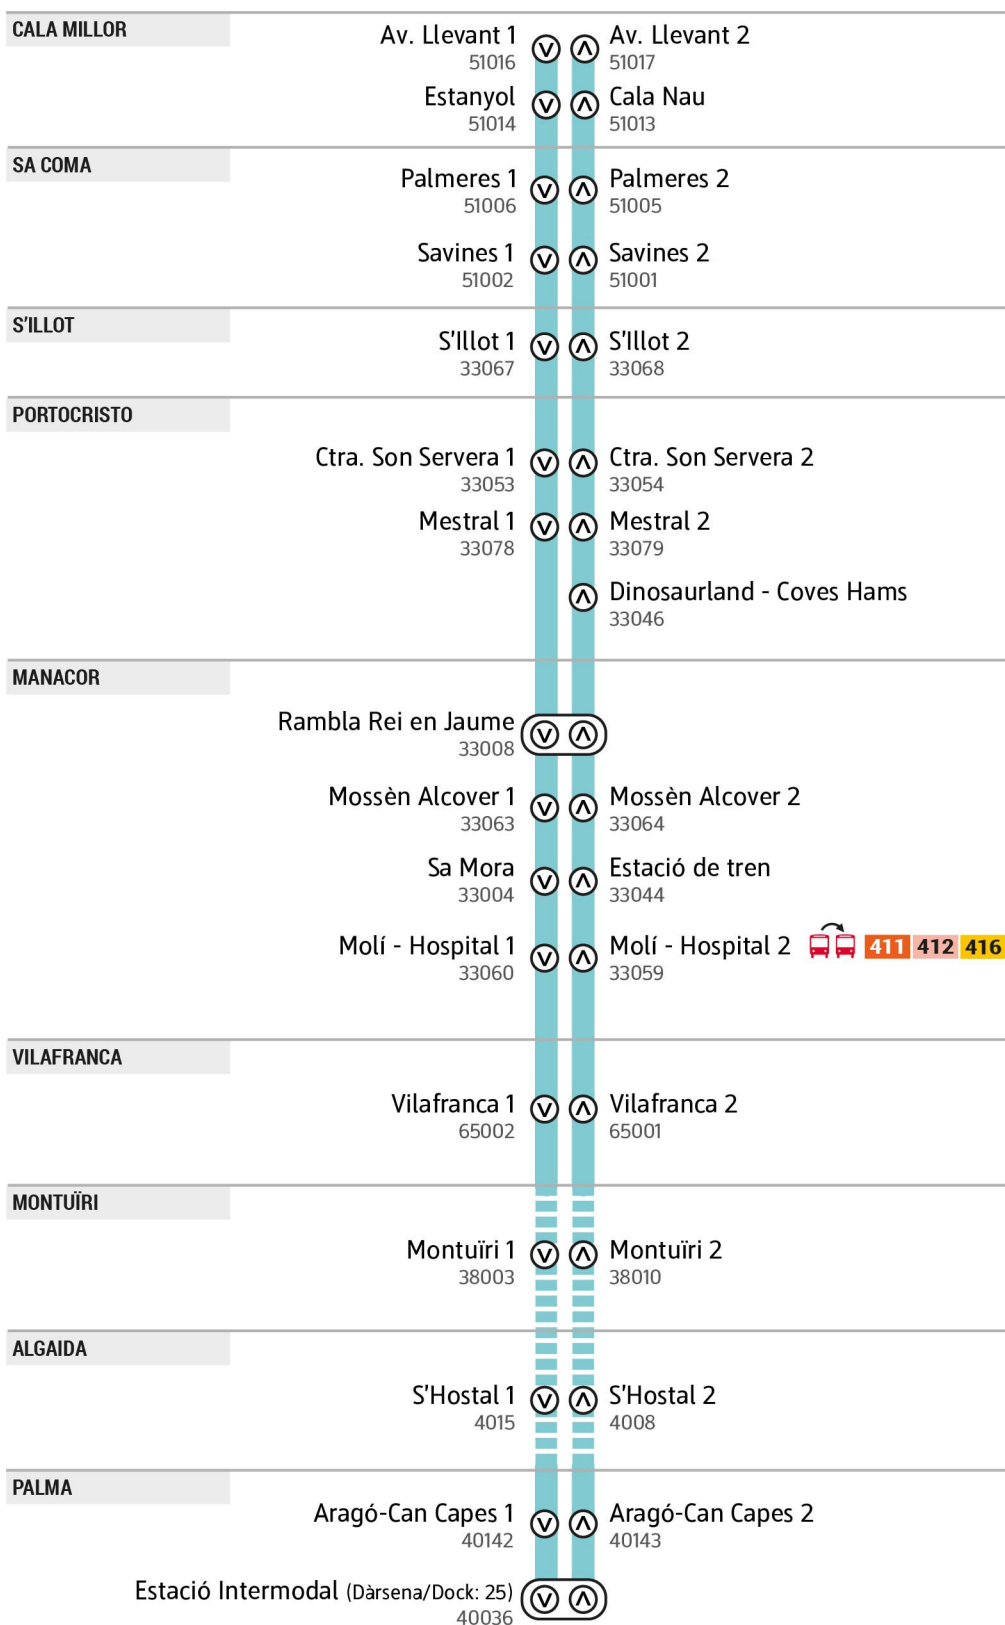 CALA MILLOR
Av. Llevant 1
51016
Av. Llevant 2
51017
Estanyol
51014
Cala Nau
51013
SA COMA
Palmeres 1
51006
Palmeres 2
51005
Savines 1
51002
Savines 2
51001
S'ILLOT
S'Illot 1
33067
S'Illot 2
33068
PORTOCRISTO
Ctra. Son Servera 1
33053
Ctra. Son Servera 2
33054
Mestral 1
33078
Mestral 2
33079
Dinosaurland - Coves Hams
33046
MANACOR
Rambla Rei en Jaume
33008
Mossèn Alcover 1
33063
Mossèn Alcover 2
33064
Sa Mora
33004
Estació de tren
33044
Molí - Hospital 1
33060
Molí - Hospital 2 411 412 416
33059
VILAFRANCA
Vilafranca 1
65002
Vilafranca 2
65001
MONTUÏRI
Montuïri 1
38003
Montuïri 2
38010
ALGAIDA
S'Hostal 1
4015
S'Hostal 2
4008
PALMA
Aragó-Can Capes 1
40142
Aragó-Can Capes 2
40143
Estació Intermodal (Dàrsena/Dock: 25)
40036